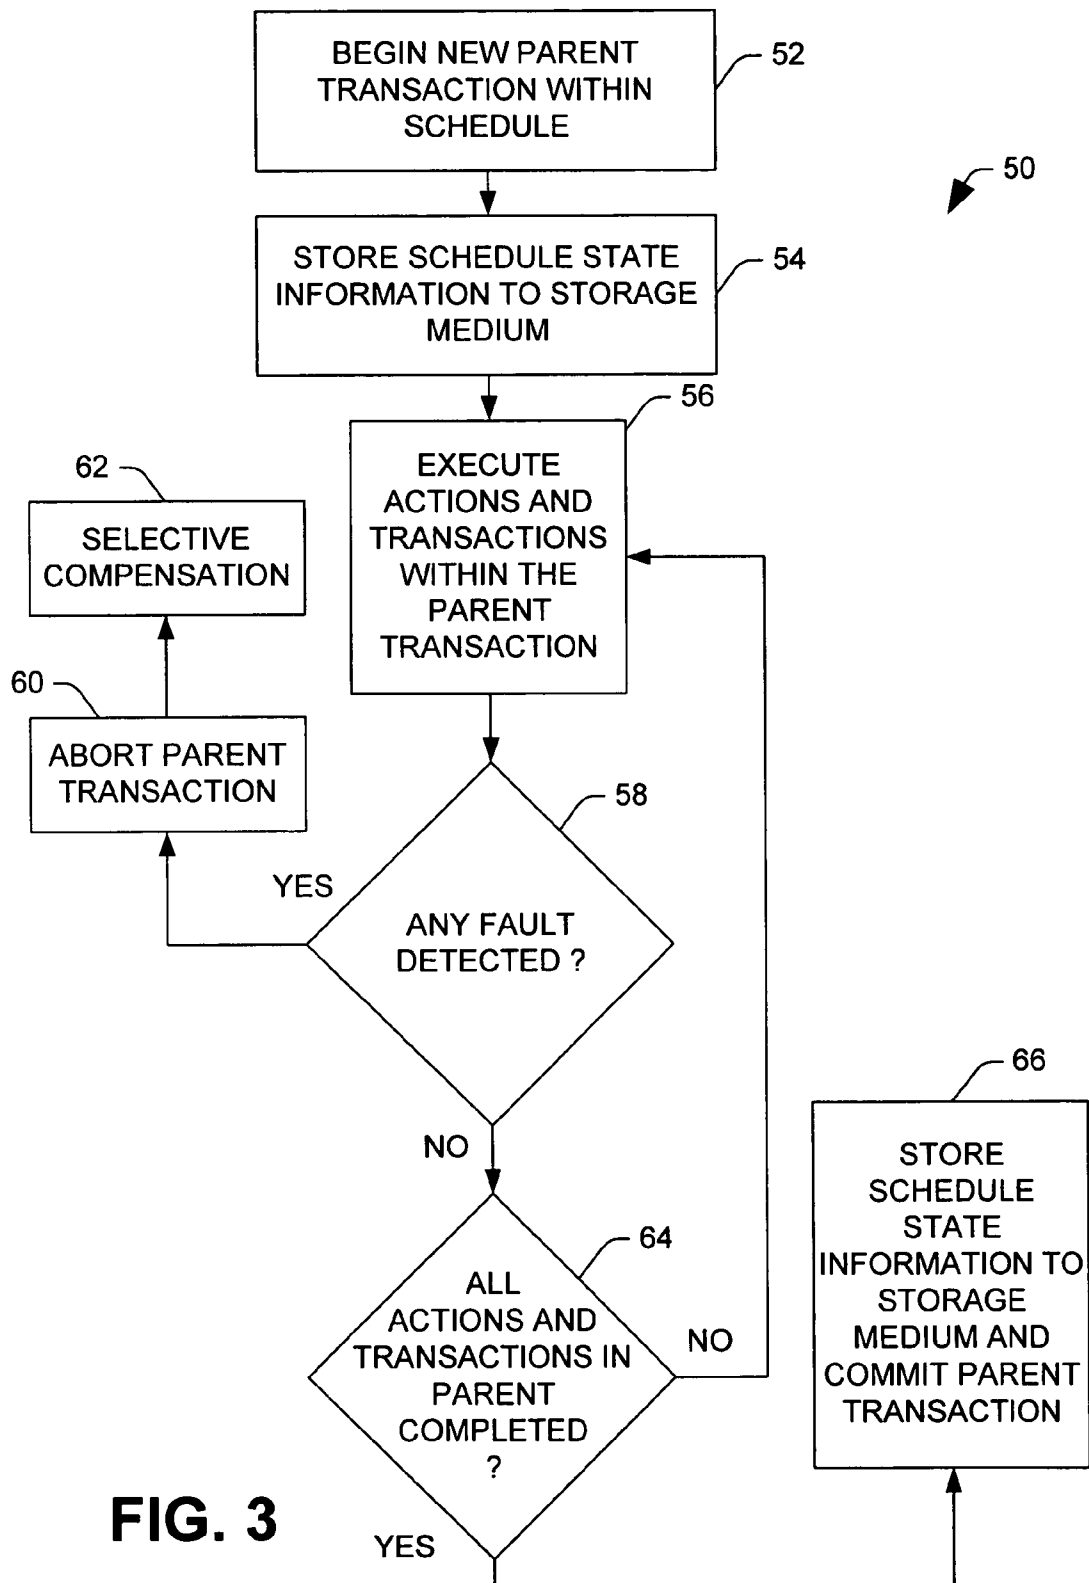 BEGIN NEW PARENT
TRANSACTION WITHIN
SCHEDULE
52
50
STORE SCHEDULE STATE
INFORMATION TO STORAGE
MEDIUM
54
56
EXECUTE
ACTIONS AND
TRANSACTIONS
WITHIN THE
PARENT
TRANSACTION
62
SELECTIVE
COMPENSATION
60
ABORT PARENT
TRANSACTION
58
YES
ANY FAULT
DETECTED ?
NO
64
ALL
ACTIONS AND
TRANSACTIONS IN
PARENT
COMPLETED
?
NO
66
STORE
SCHEDULE
STATE
INFORMATION TO
STORAGE
MEDIUM AND
COMMIT PARENT
TRANSACTION
YES
FIG. 3